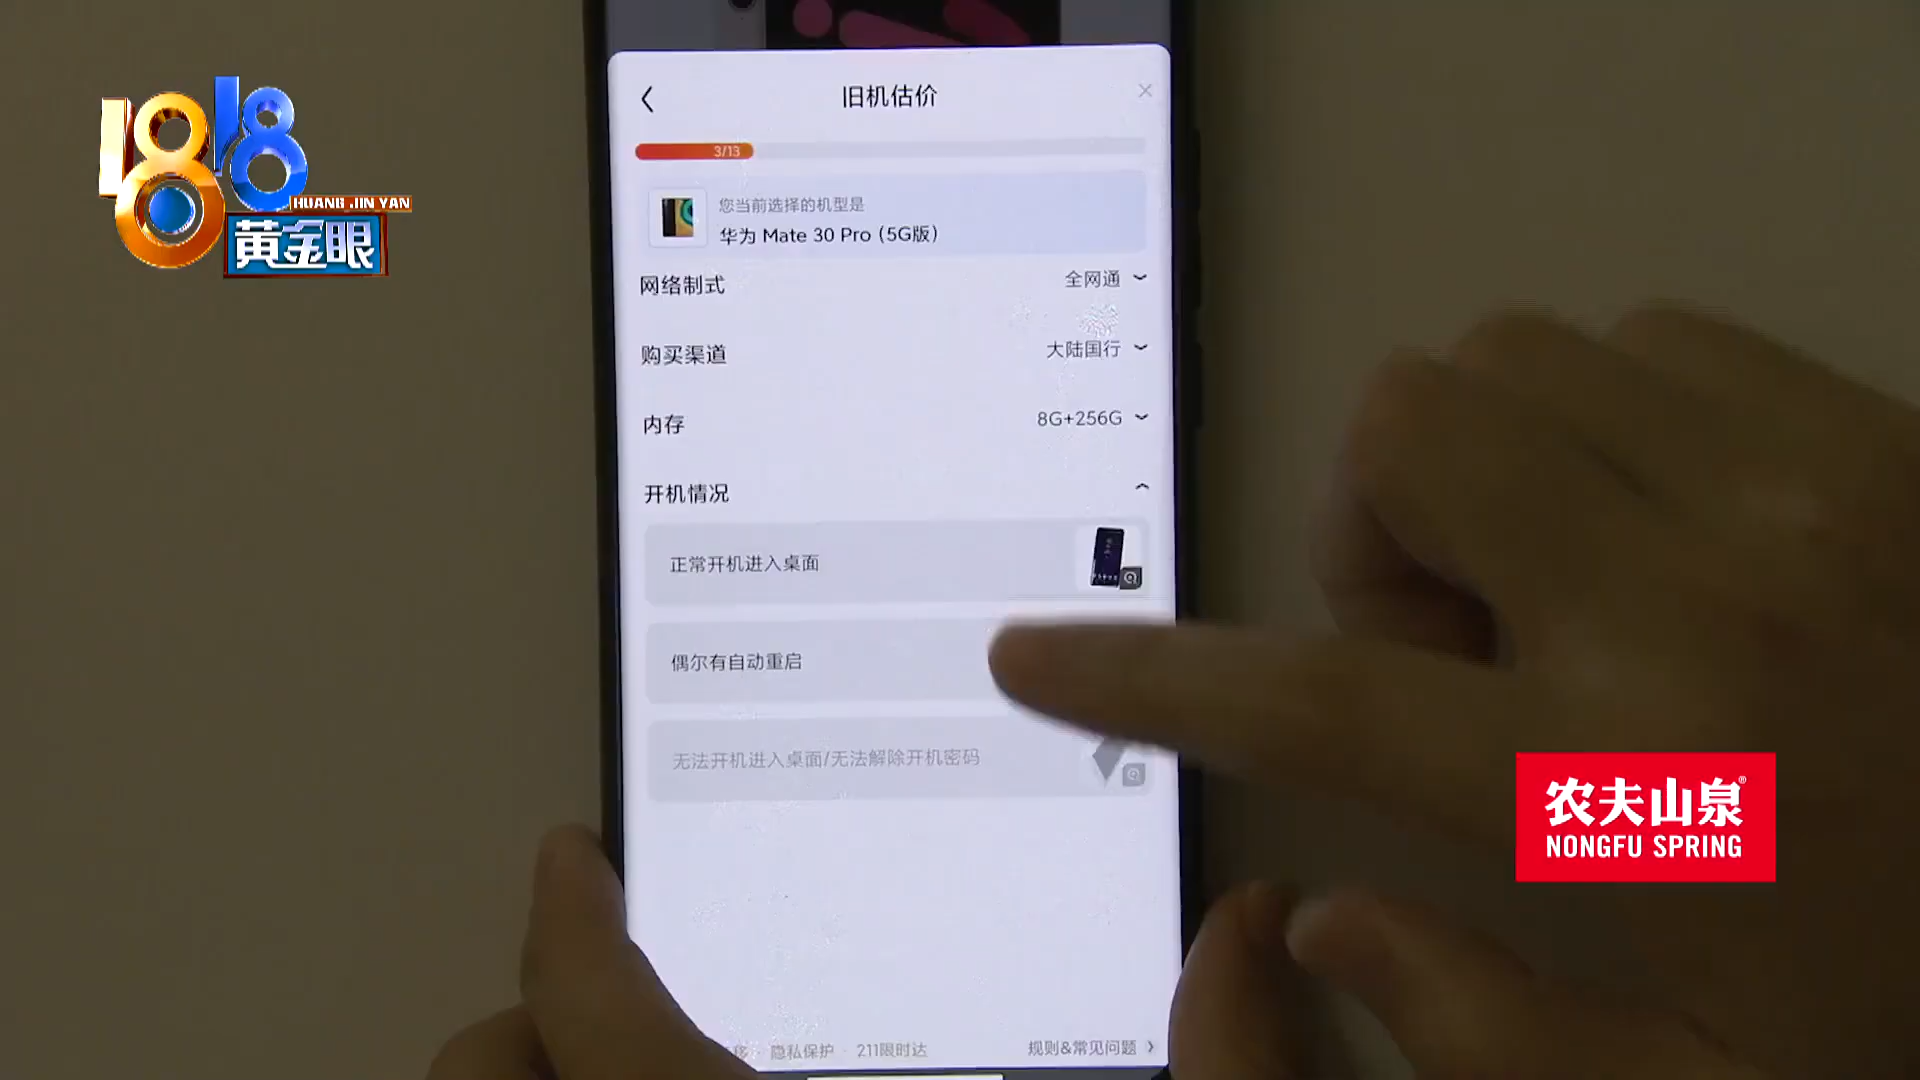 1818
HUANG JIN YAN
黄金眼
旧机估价
3/13
您当前选择的机型是
华为 Mate 30 Pro (5G版)
网络制式
全网通
购买渠道
大陆国行
内存
8G+256G
开机情况
正常开机进入桌面
偶尔有自动重启
无法开机进入桌面/无法解除开机密码
隐私保护 · 211限时达
规则&常见问题
农夫山泉®
NONGFU SPRING